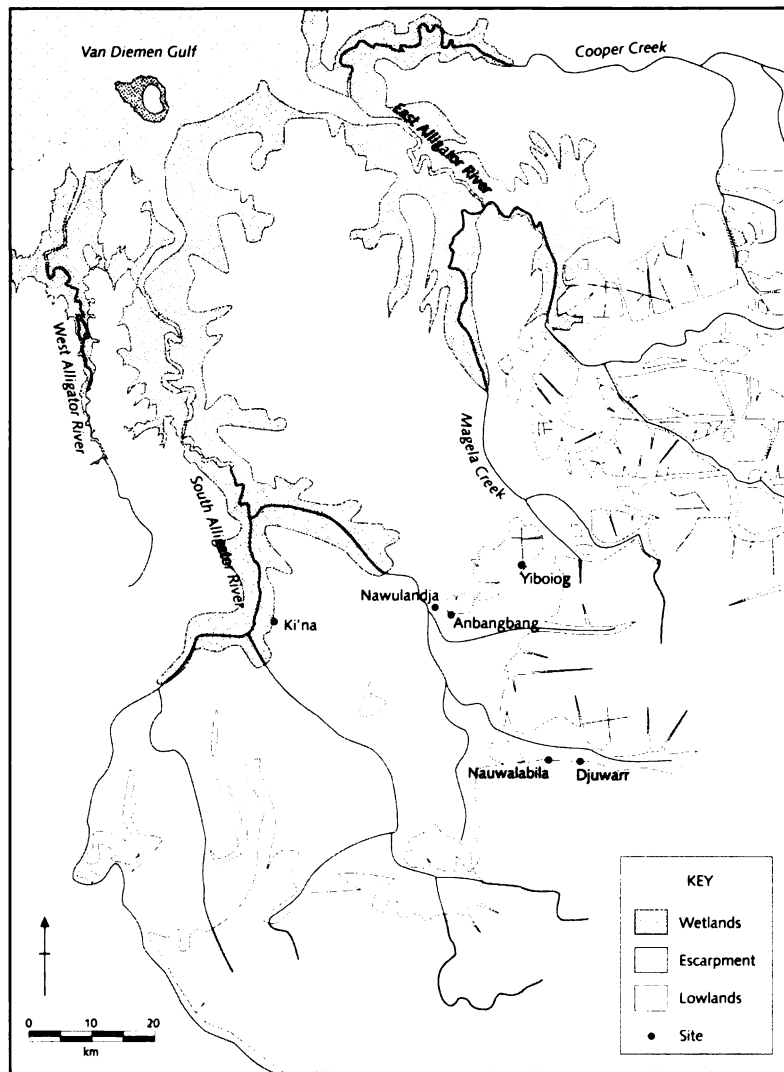 Van Diemen Gulf
Cooper Creek
East Alligator River
West Alligator River
Magela Creek
South Alligator River
Yiboiog
Nawulandja
Anbangbang
Ki'na
Nauwalabila
Djuwarr
KEY
Wetlands
Escarpment
Lowlands
Site
0 10 20
km